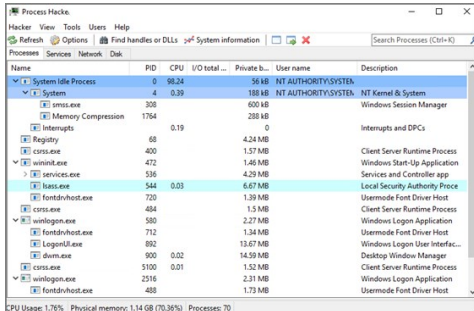 Process Hacke.
Hacker View Tools Users Help
Refresh Options Find handles or DLLs System information Search Processes (Ctrl+K)
Processes Services Network Disk
Name PID CPU I/O total ... Private b... User name Description
System Idle Process 0 98.24 56 kB NT AUTHORITY\SYSTEM
System 4 0.39 188 kB NT AUTHORITY\SYSTEM NT Kernel & System
smss.exe 308 600 kB Windows Session Manager
Memory Compression 1764 288 kB
Interrupts 0.19 0 Interrupts and DPCs
Registry 68 4.24 MB
csrss.exe 400 1.57 MB Client Server Runtime Process
wininit.exe 472 1.46 MB Windows Start-Up Application
services.exe 536 4.29 MB Services and Controller app
lsass.exe 544 0.03 6.67 MB Local Security Authority Proce
fontdrvhost.exe 720 1.39 MB Usermode Font Driver Host
csrss.exe 484 1.5 MB Client Server Runtime Process
winlogon.exe 580 2.27 MB Windows Logon Application
fontdrvhost.exe 712 1.34 MB Usermode Font Driver Host
LogonUI.exe 892 13.67 MB Windows Logon User Interfac...
dwm.exe 900 0.02 14.59 MB Desktop Window Manager
csrss.exe 5100 0.01 1.52 MB Client Server Runtime Process
winlogon.exe 2516 2.31 MB Windows Logon Application
fontdrvhost.exe 488 1.73 MB Usermode Font Driver Host
CPU Usage: 1.76% Physical memory: 1.14 GB (70.36%) Processes: 70